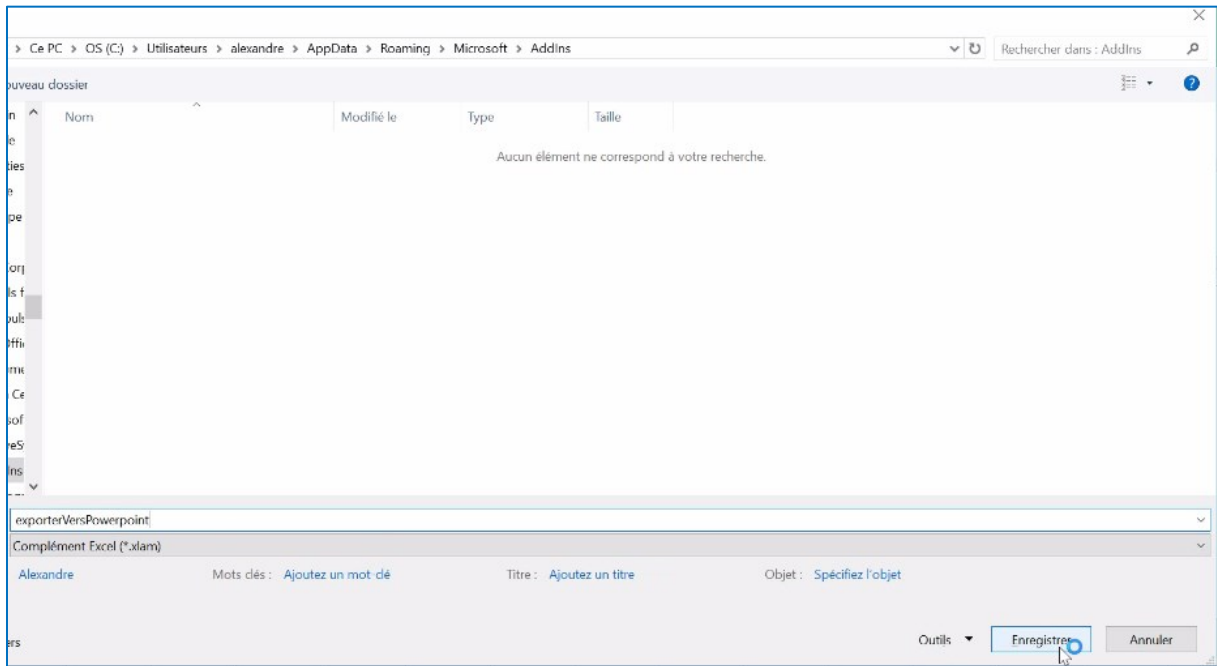 > Ce PC > OS (C:) > Utilisateurs > alexandre > AppData > Roaming > Microsoft > AddIns
Rechercher dans : AddIns
ouveau dossier
Nom Modifié le Type Taille
Aucun élément ne correspond à votre recherche.
exporterVersPowerpoint
Complément Excel (*.xlam)
Alexandre Mots clés : Ajoutez un mot-clé Titre : Ajoutez un titre Objet : Spécifiez l'objet
Outils Enregistrer Annuler